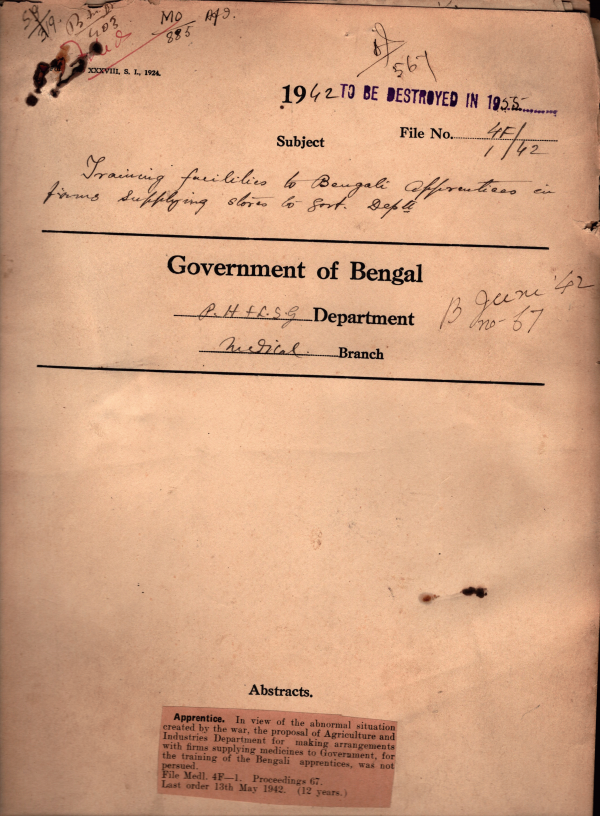 MO
885
403
567
XXXVIII, S. I., 1924.
1942 TO BE DESTROYED IN 1955
Subject
File No. 4F/1/42
Training facilities to Bengali apprentices in
firms supplying stores to Govt. Deptt.
Government of Bengal
P. H & L. S. G Department
B June '42
no-67
Medical Branch
Abstracts.
Apprentice. In view of the abnormal situation
created by the war, the proposal of Agriculture and
Industries Department for making arrangements
with firms supplying medicines to Government, for
the training of the Bengali apprentices, was not
persued.
File Medl. 4F—1. Proceedings 67.
Last order 13th May 1942. (12 years.)